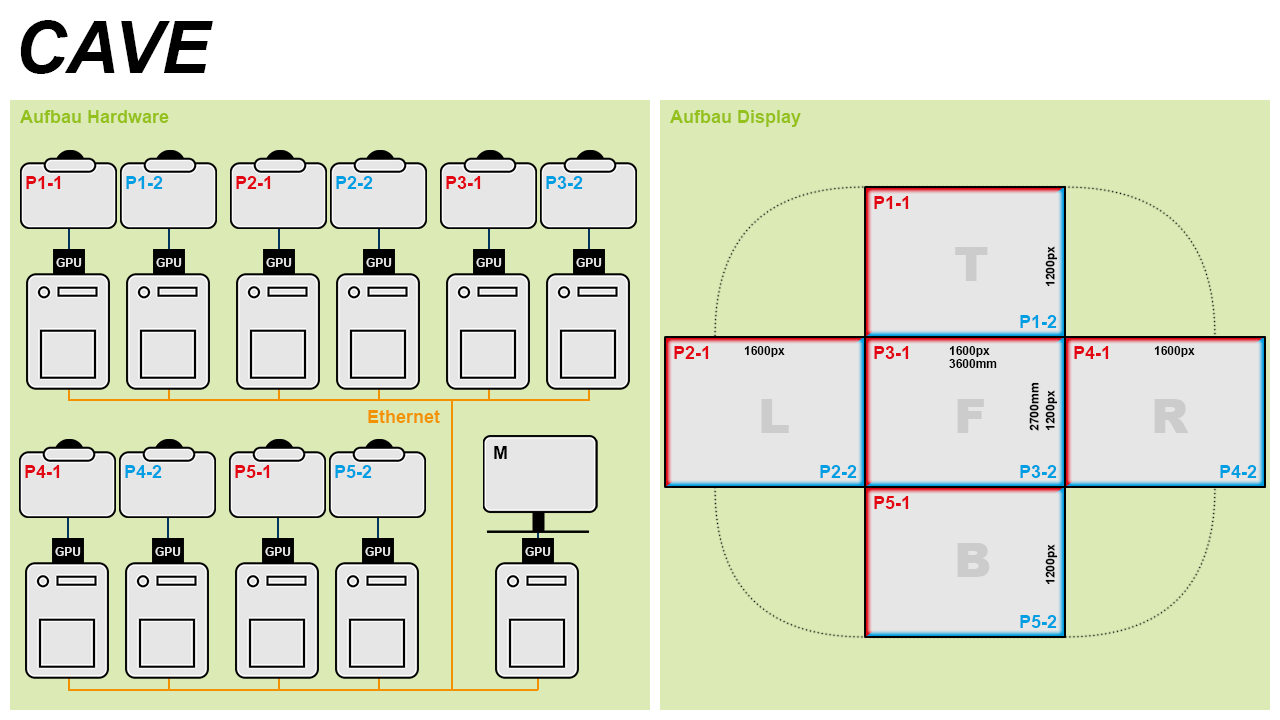 CAVE
Aufbau Hardware
P1-1
P1-2
P2-1
P2-2
P3-1
P3-2
GPU
GPU
GPU
GPU
GPU
GPU
Ethernet
P4-1
P4-2
P5-1
P5-2
M
GPU
GPU
GPU
GPU
GPU
Aufbau Display
P1-1
T
1200px
P1-2
P2-1
1600px
L
P2-2
P3-1
1600px
3600mm
F
2700mm
1200px
P3-2
P4-1
1600px
R
P4-2
P5-1
B
1200px
P5-2